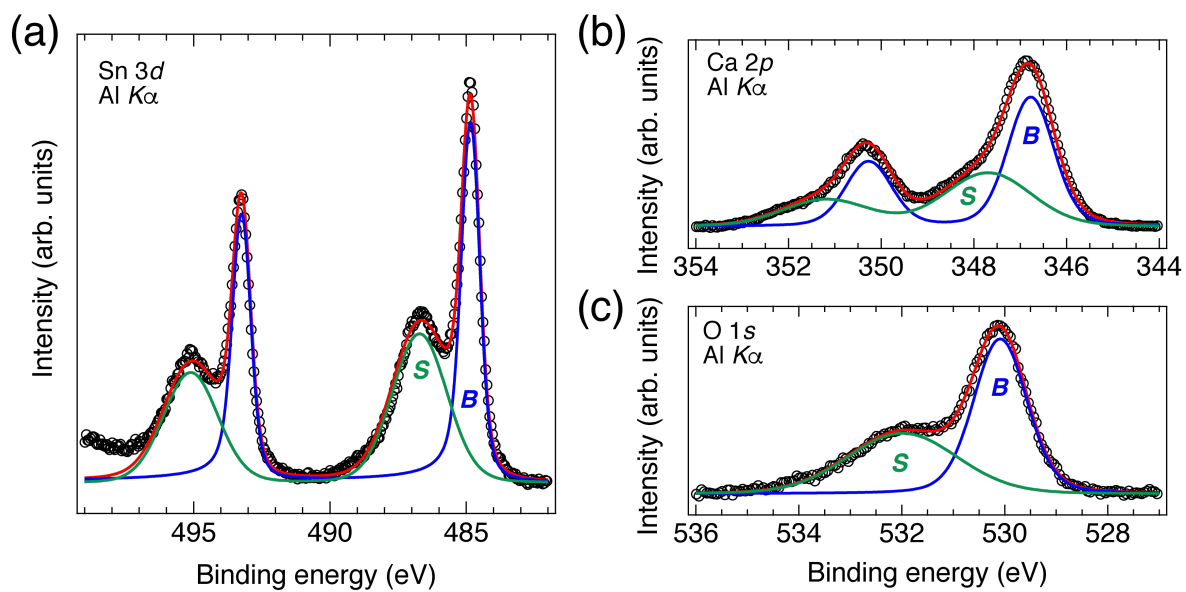 (a)
Sn 3d
Al Kα
S
B
Intensity (arb. units)
495
490
485
Binding energy (eV)
(b)
Ca 2p
Al Kα
B
S
Intensity (arb. units)
354
352
350
348
346
344
(c)
O 1s
Al Kα
B
S
Intensity (arb. units)
536
534
532
530
528
Binding energy (eV)